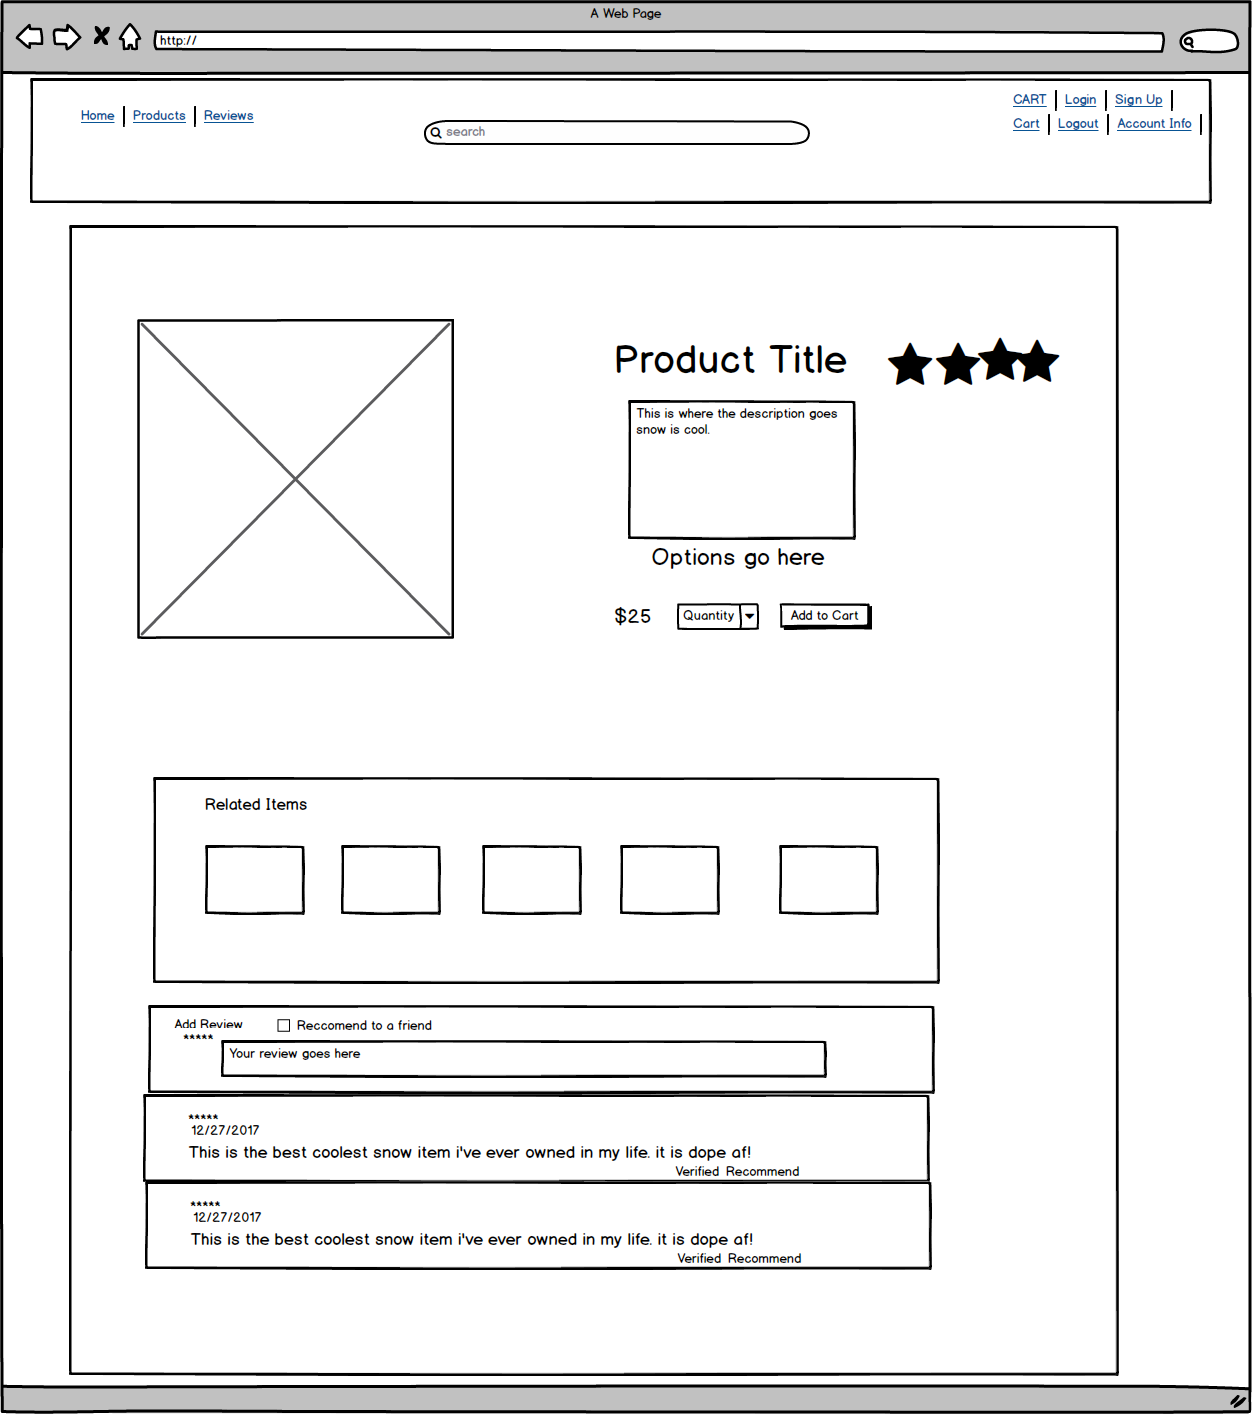 A Web Page
http://
Home Products Reviews
search
CART Login Sign Up
Cart Logout Account Info
Product Title
This is where the description goes
snow is cool.
Options go here
$25 Quantity Add to Cart
Related Items
Add Review Reccomend to a friend
*****
Your review goes here
*****
12/27/2017
This is the best coolest snow item i've ever owned in my life. it is dope af!
Verified Recommend
*****
12/27/2017
This is the best coolest snow item i've ever owned in my life. it is dope af!
Verified Recommend